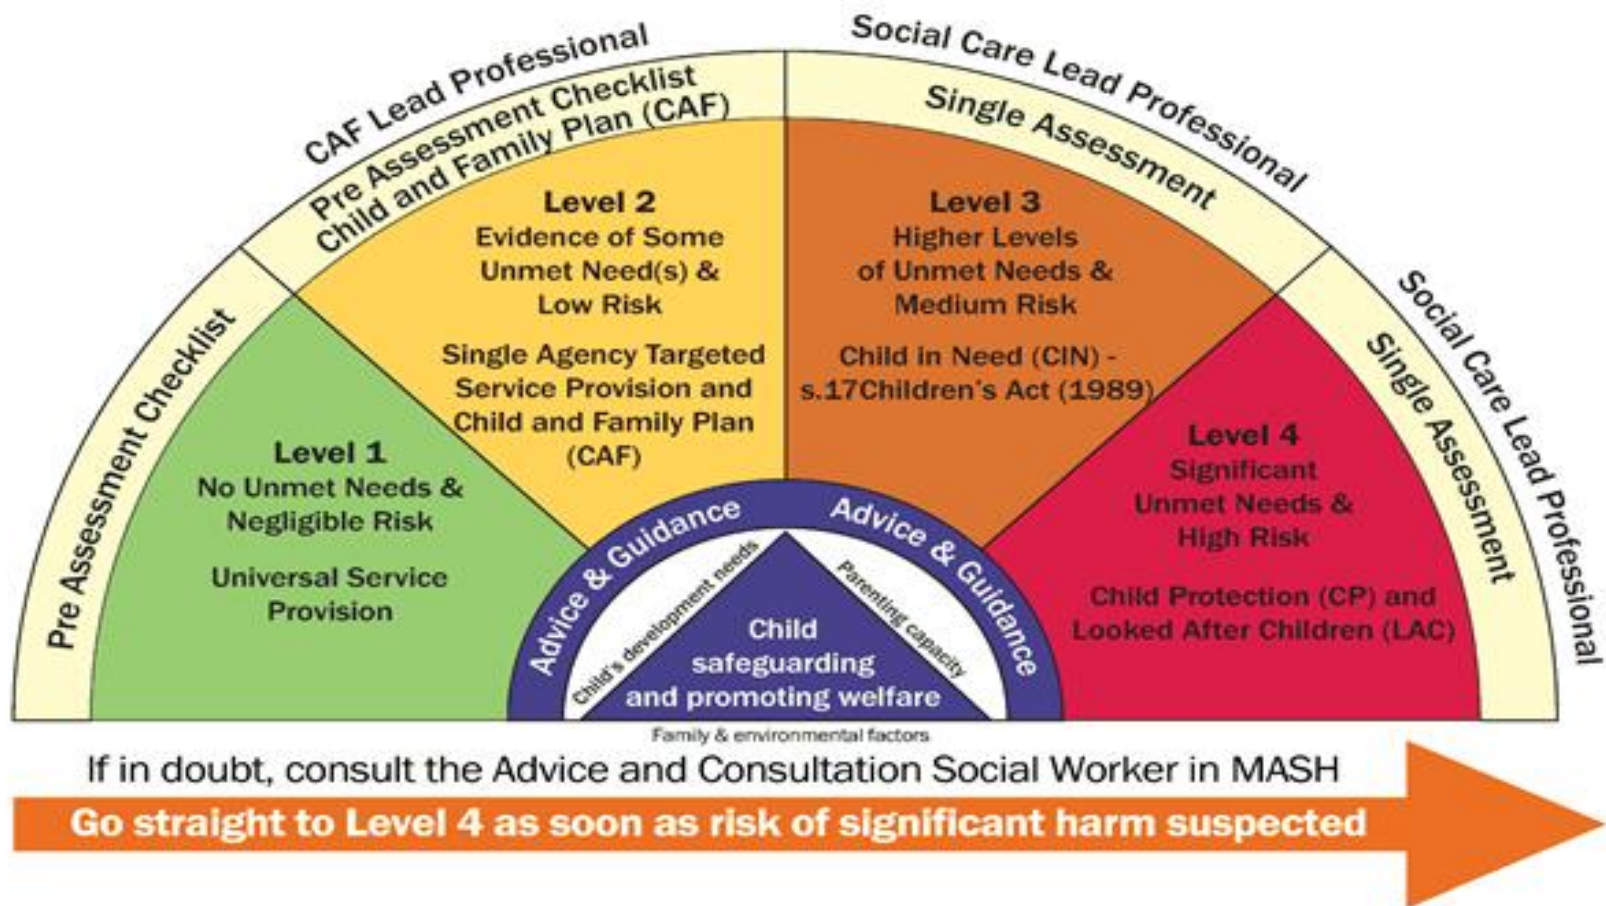 CAF Lead Professional
Social Care Lead Professional
Pre Assessment Checklist
Child and Family Plan (CAF)
Single Assessment
Level 2
Evidence of Some
Unmet Need(s) &
Low Risk
Single Agency Targeted
Service Provision and
Child and Family Plan
(CAF)
Level 3
Higher Levels
of Unmet Needs &
Medium Risk
Child in Need (CIN) -
s.17Children's Act (1989)
Pre Assessment Checklist
Level 1
No Unmet Needs &
Negligible Risk
Universal Service
Provision
Social Care Lead Professional
Single Assessment
Level 4
Significant
Unmet Needs &
High Risk
Child Protection (CP) and
Looked After Children (LAC)
Advice & Guidance
Advice & Guidance
Child's development needs
Parenting capacity
Child
safeguarding
and promoting welfare
Family & environmental factors
If in doubt, consult the Advice and Consultation Social Worker in MASH
Go straight to Level 4 as soon as risk of significant harm suspected